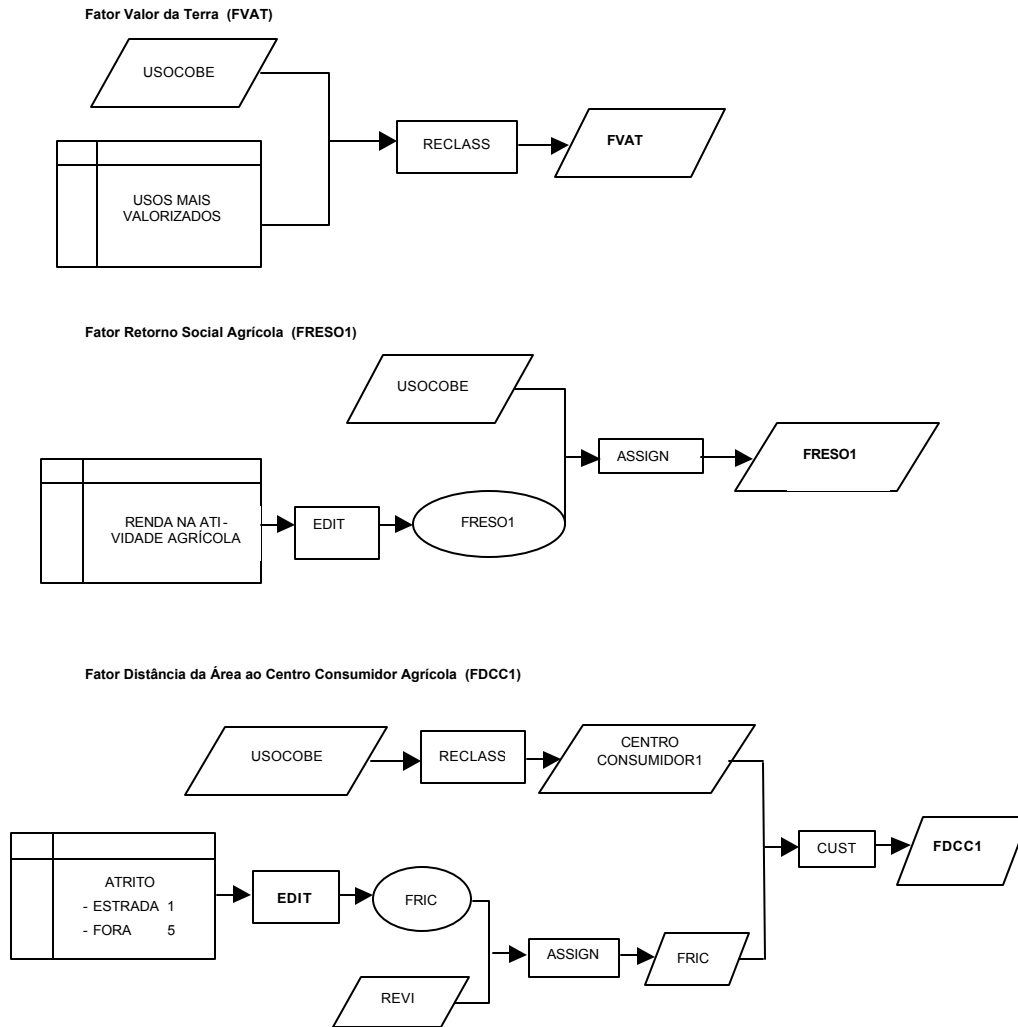 Fator Valor da Terra (FVAT)
USOCOBE
RECLASS
FVAT
USOS MAIS
VALORIZADOS
Fator Retorno Social Agrícola (FRESO1)
USOCOBE
ASSIGN
FRESO1
RENDA NA ATI -
VIDADE AGRÍCOLA
EDIT
FRESO1
Fator Distância da Área ao Centro Consumidor Agrícola (FDCC1)
USOCOBE
RECLASS
CENTRO
CONSUMIDOR1
CUST
FDCC1
ATRITO
- ESTRADA 1
- FORA 5
EDIT
FRIC
ASSIGN
FRIC
REVI